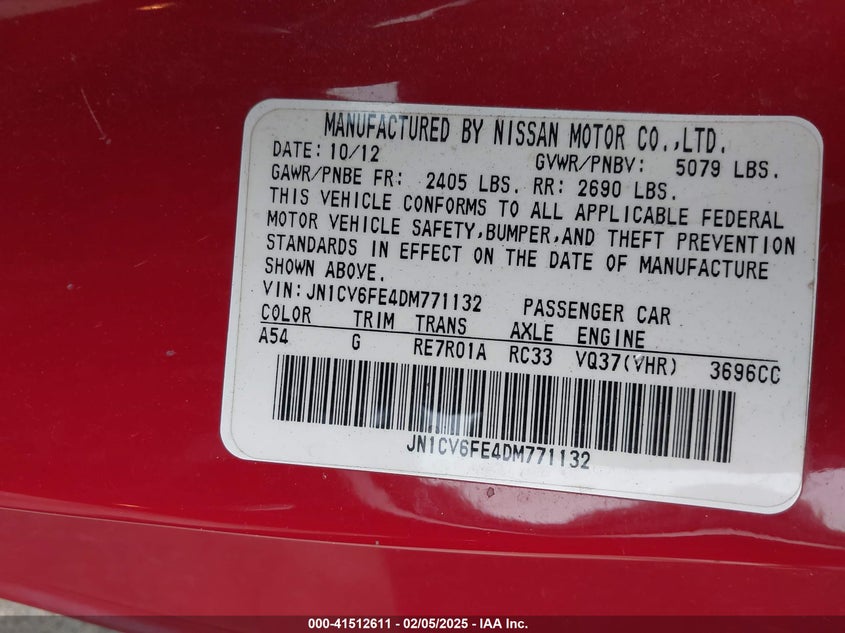 MANUFACTURED BY NISSAN MOTOR CO.,LTD.
DATE: 10/12 GVWR/PNBV: 5079 LBS.
GAWR/PNBE FR: 2405 LBS. RR: 2690 LBS.
THIS VEHICLE CONFORMS TO ALL APPLICABLE FEDERAL
MOTOR VEHICLE SAFETY,BUMPER,AND THEFT PREVENTION
STANDARDS IN EFFECT ON THE DATE OF MANUFACTURE
SHOWN ABOVE.
VIN:JN1CV6FE4DM771132 PASSENGER CAR
COLOR TRIM TRANS AXLE ENGINE
A54 G RE7R01A RC33 VQ37(VHR) 3696CC
JN1CV6FE4DM771132
000-41512611 - 02/05/2025 - IAA Inc.